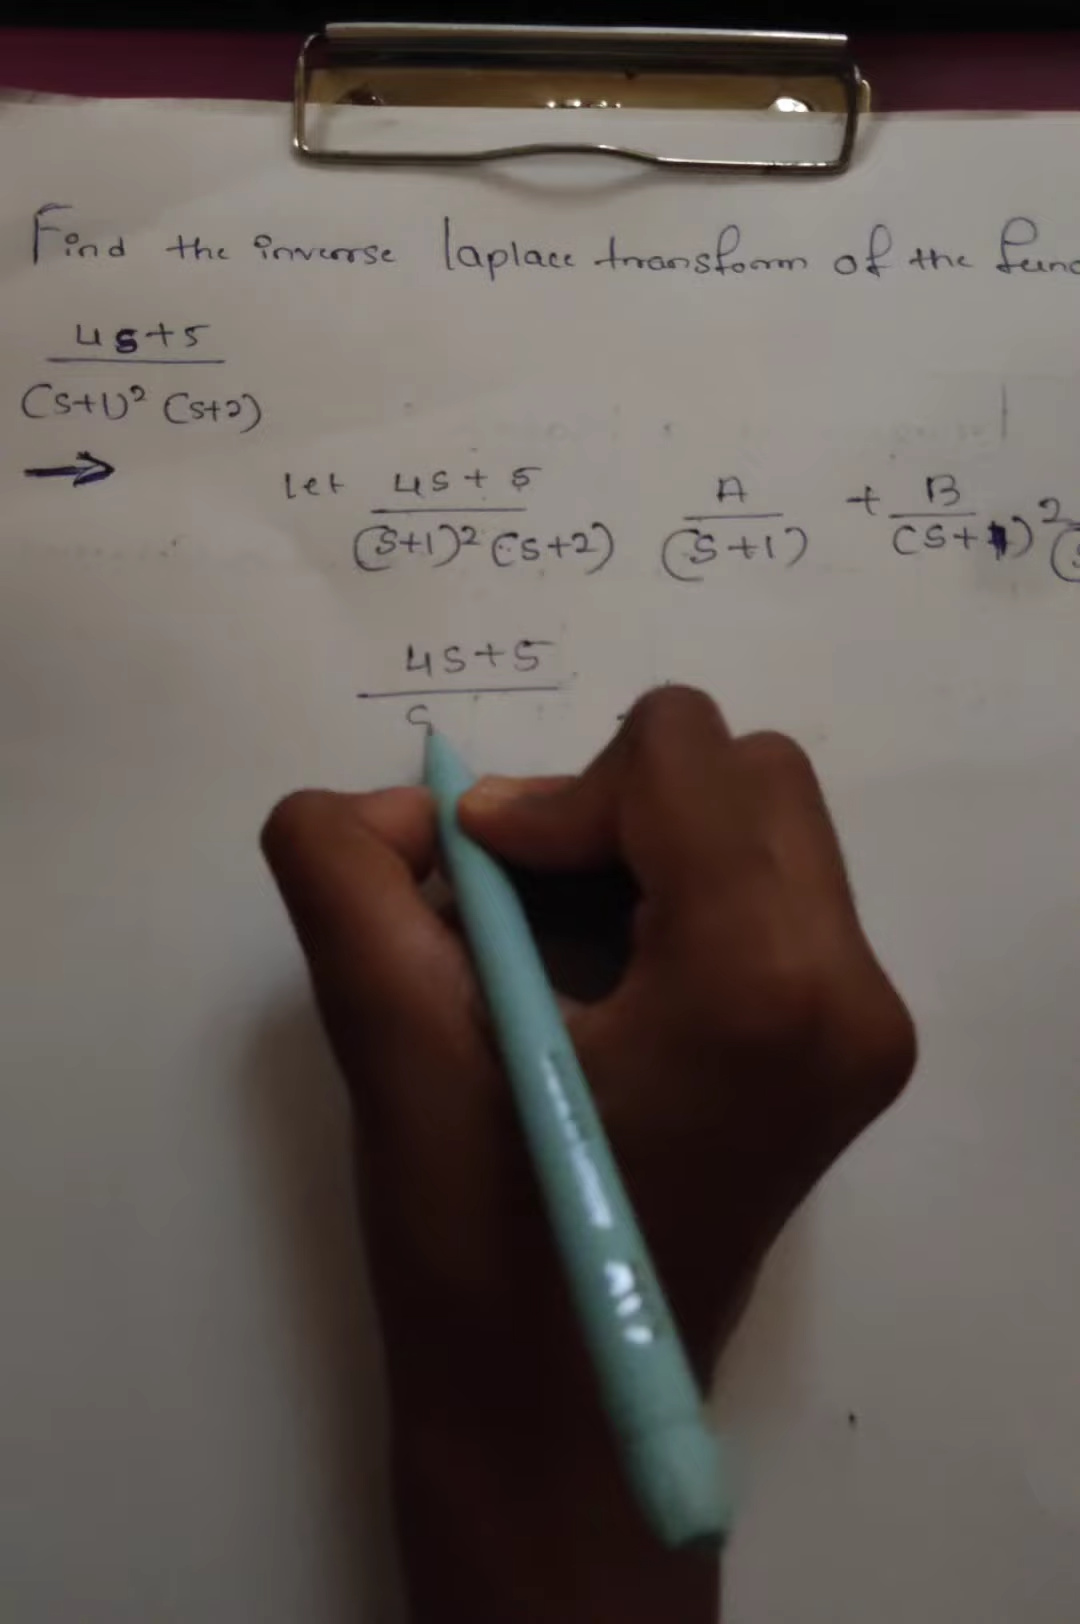 Find the inverse laplace transform of the func
4s+5
(s+1)² (s+2)
→
Let 4s+5 A + B
(s+1)² (s+2) (s+1) (s+1)² (s
4s+5
s